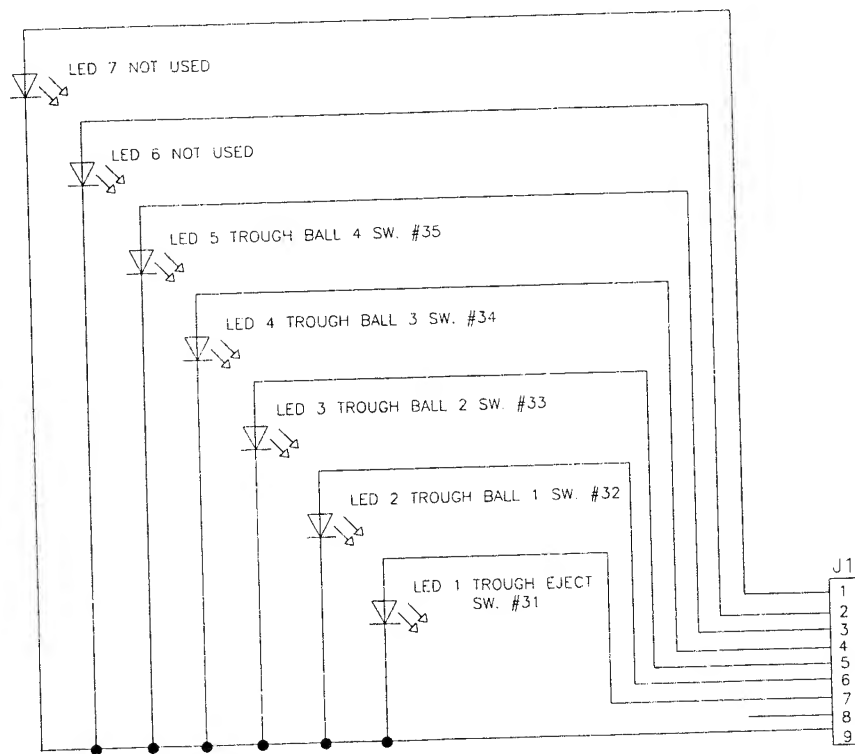 LED 7 NOT USED
LED 6 NOT USED
LED 5 TROUGH BALL 4 SW. #35
LED 4 TROUGH BALL 3 SW. #34
LED 3 TROUGH BALL 2 SW. #33
LED 2 TROUGH BALL 1 SW. #32
LED 1 TROUGH EJECT
SW. #31
J1
1
2
3
4
5
6
7
8
9